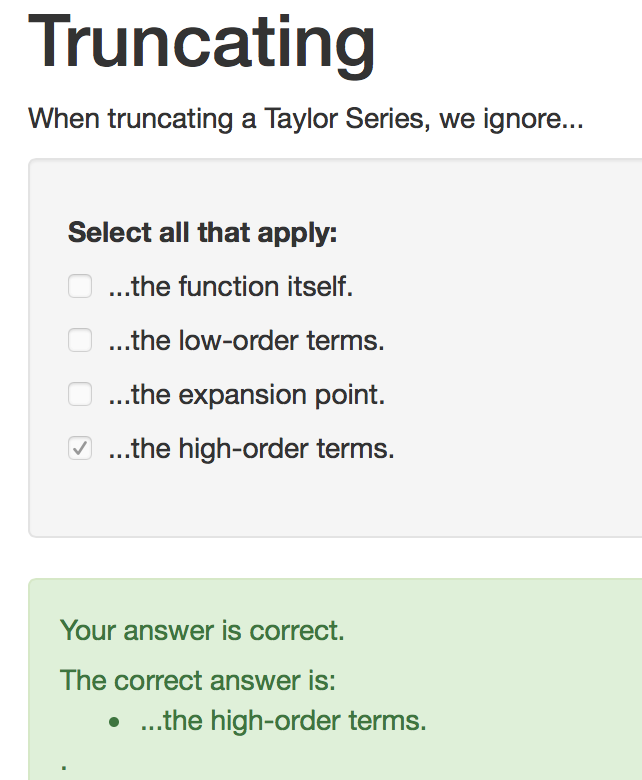 Truncating
When truncating a Taylor Series, we ignore...
Select all that apply:
...the function itself.
...the low-order terms.
...the expansion point.
...the high-order terms.
Your answer is correct.
The correct answer is:
• ...the high-order terms.
.